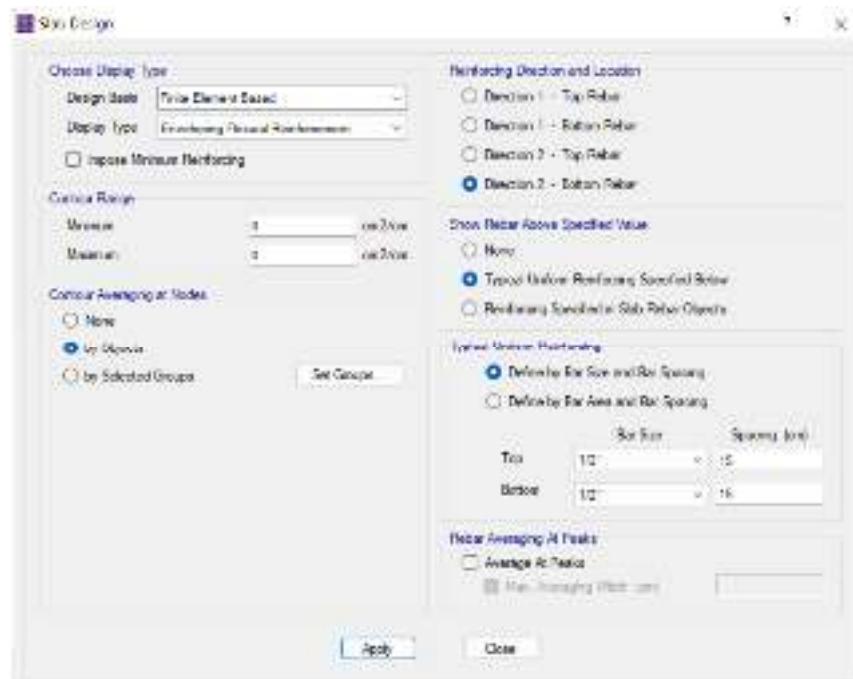 Slab Design
Choose Display Type
Design Basis Finite Element Based
Display Type Enveloping Flexural Reinforcement
Impose Minimum Reinforcing
Contour Range
Minimum 0 cm2/cm
Maximum 0 cm2/cm
Contour Averaging at Nodes
None
by Objects
by Selected Groups Set Groups...
Reinforcing Direction and Location
Direction 1 - Top Rebar
Direction 1 - Bottom Rebar
Direction 2 - Top Rebar
Direction 2 - Bottom Rebar
Show Rebar Above Specified Value
None
Typical Uniform Reinforcing Specified Below
Reinforcing Specified in Slab Rebar Objects
Typical Uniform Reinforcing
Define by Bar Size and Bar Spacing
Define by Bar Area and Bar Spacing
Bar Size Spacing (cm)
Top 1/2" 15
Bottom 1/2" 15
Rebar Averaging At Peaks
Average At Peaks
Max. Averaging Width (cm)
Apply Close